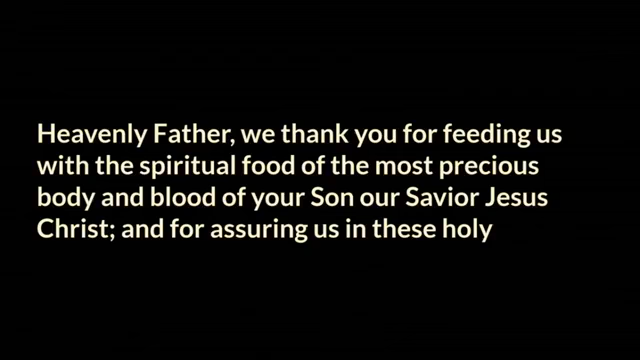 Heavenly Father, we thank you for feeding us
with the spiritual food of the most precious
body and blood of your Son our Savior Jesus
Christ; and for assuring us in these holy